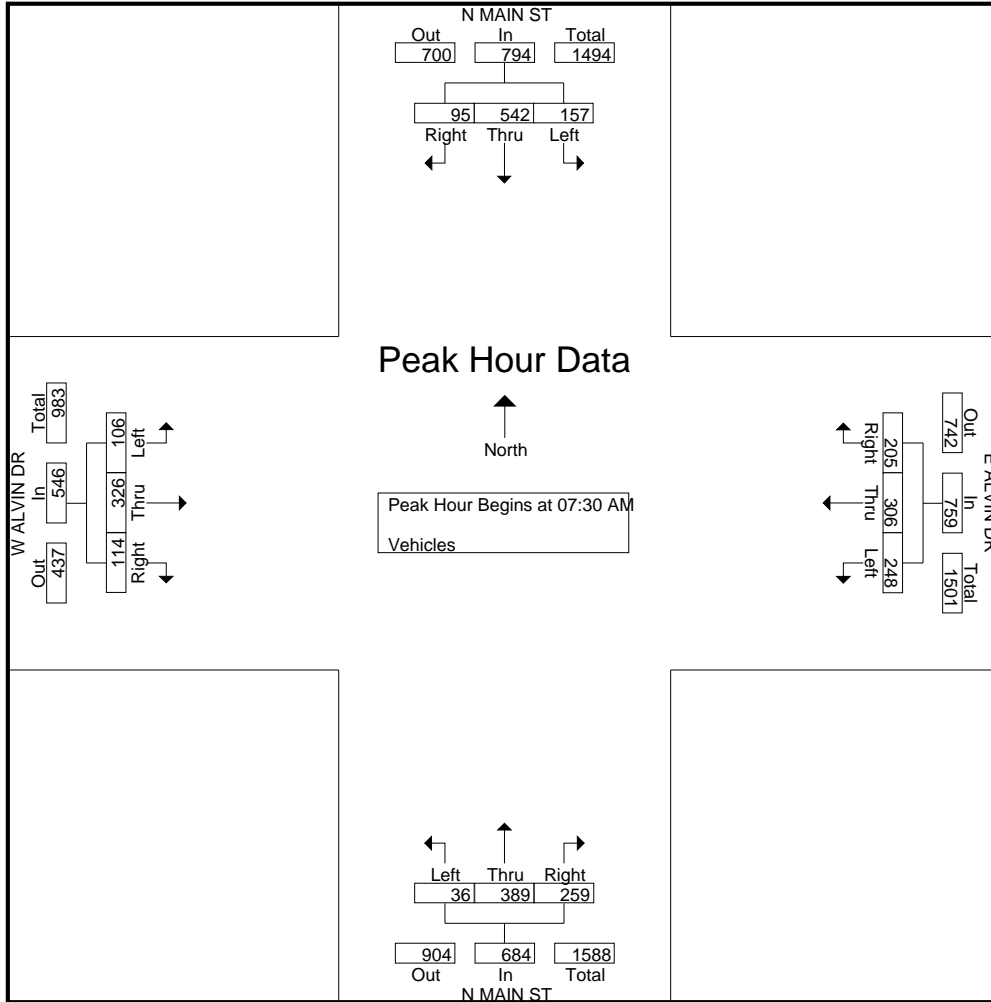 N MAIN ST
Out In Total
700 794 1494
95 542 157
Right Thru Left
Peak Hour Data
North
Peak Hour Begins at 07:30 AM
Vehicles
W ALVIN DR
Out In Total
437 546 983
114 326 106
Right Thru Left
E ALVIN DR
Out In Total
742 759 1501
205 306 248
Right Thru Left
Left Thru Right
36 389 259
904 684 1588
Out In Total
N MAIN ST